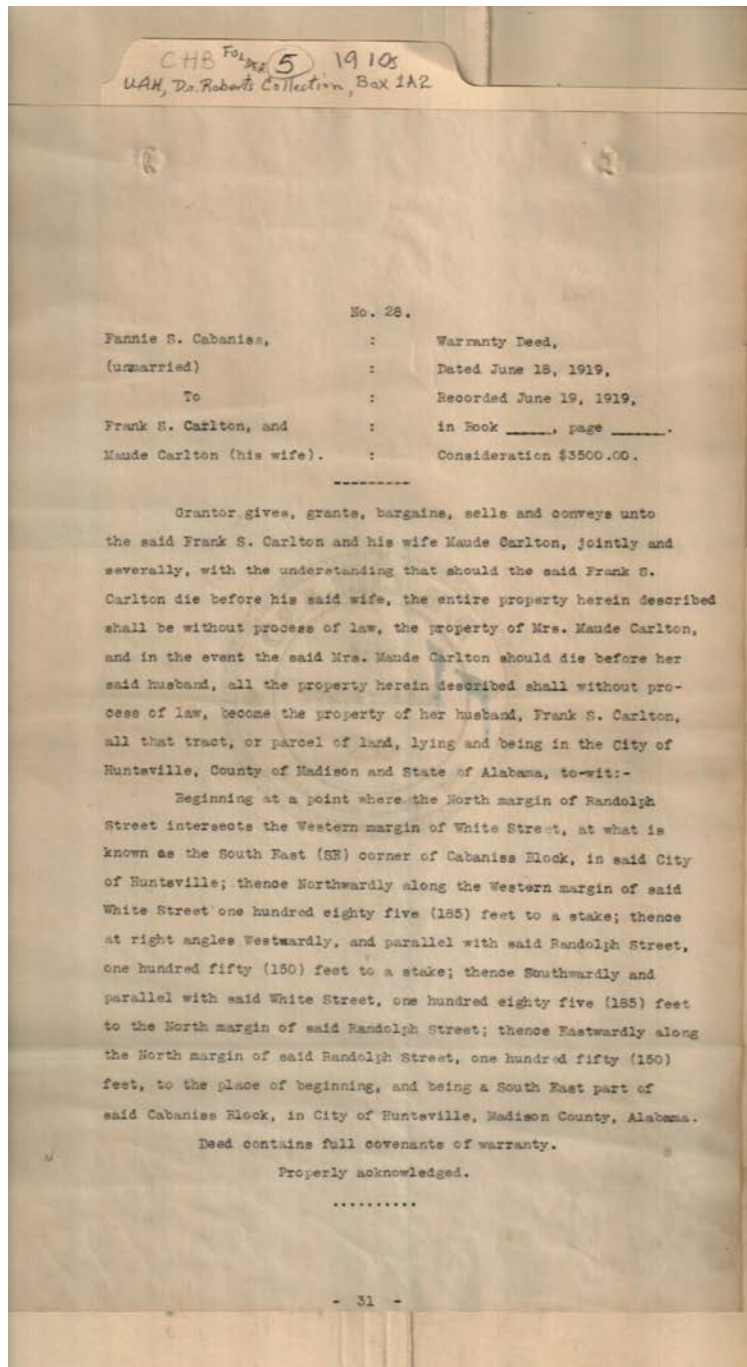 CHB FOLDER 5 1910s
UAH, Dr. Roberts Collection, Box 1A2
No. 28.
Fannie S. Cabaniss, : Warranty Deed,
(unmarried) : Dated June 18, 1919,
To : Recorded June 19, 1919,
Frank S. Carlton, and : in Book _____, page ______.
Maude Carlton (his wife). : Consideration $3500.00.
---------
Grantor gives, grants, bargains, sells and conveys unto
the said Frank S. Carlton and his wife Maude Carlton, jointly and
severally, with the understanding that should the said Frank S.
Carlton die before his said wife, the entire property herein described
shall be without process of law, the property of Mrs. Maude Carlton,
and in the event the said Mrs. Maude Carlton should die before her
said husband, all the property herein described shall without pro-
cess of law, become the property of her husband, Frank S. Carlton,
all that tract, or parcel of land, lying and being in the City of
Huntsville, County of Madison and State of Alabama, to-wit:-
Beginning at a point where the North margin of Randolph
Street intersects the Western margin of White Street, at what is
known as the South East (SE) corner of Cabaniss Block, in said City
of Huntsville; thence Northwardly along the Western margin of said
White Street one hundred eighty five (185) feet to a stake; thence
at right angles Westwardly, and parallel with said Randolph Street,
one hundred fifty (150) feet to a stake; thence Southwardly and
parallel with said White Street, one hundred eighty five (185) feet
to the North margin of said Randolph Street; thence Eastwardly along
the North margin of said Randolph Street, one hundred fifty (150)
feet, to the place of beginning, and being a South East part of
said Cabaniss Block, in City of Huntsville, Madison County, Alabama.
Deed contains full covenants of warranty.
Properly acknowledged.
..........
- 31 -